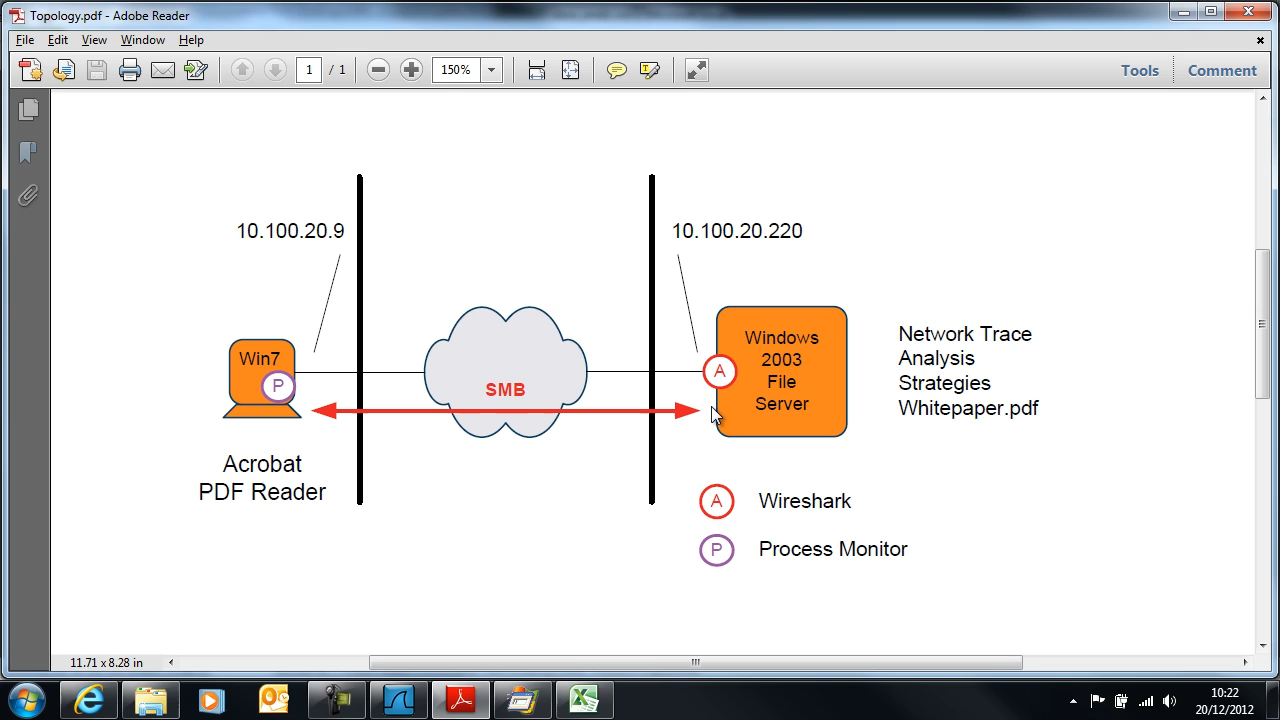 Topology.pdf - Adobe Reader
File Edit View Window Help
1 / 1 150% Tools Comment
10.100.20.9 10.100.20.220
Win7
P
SMB
A
Windows
2003
File
Server
Network Trace
Analysis
Strategies
Whitepaper.pdf
Acrobat
PDF Reader
A Wireshark
P Process Monitor
11.71 x 8.28 in
10:22
20/12/2012